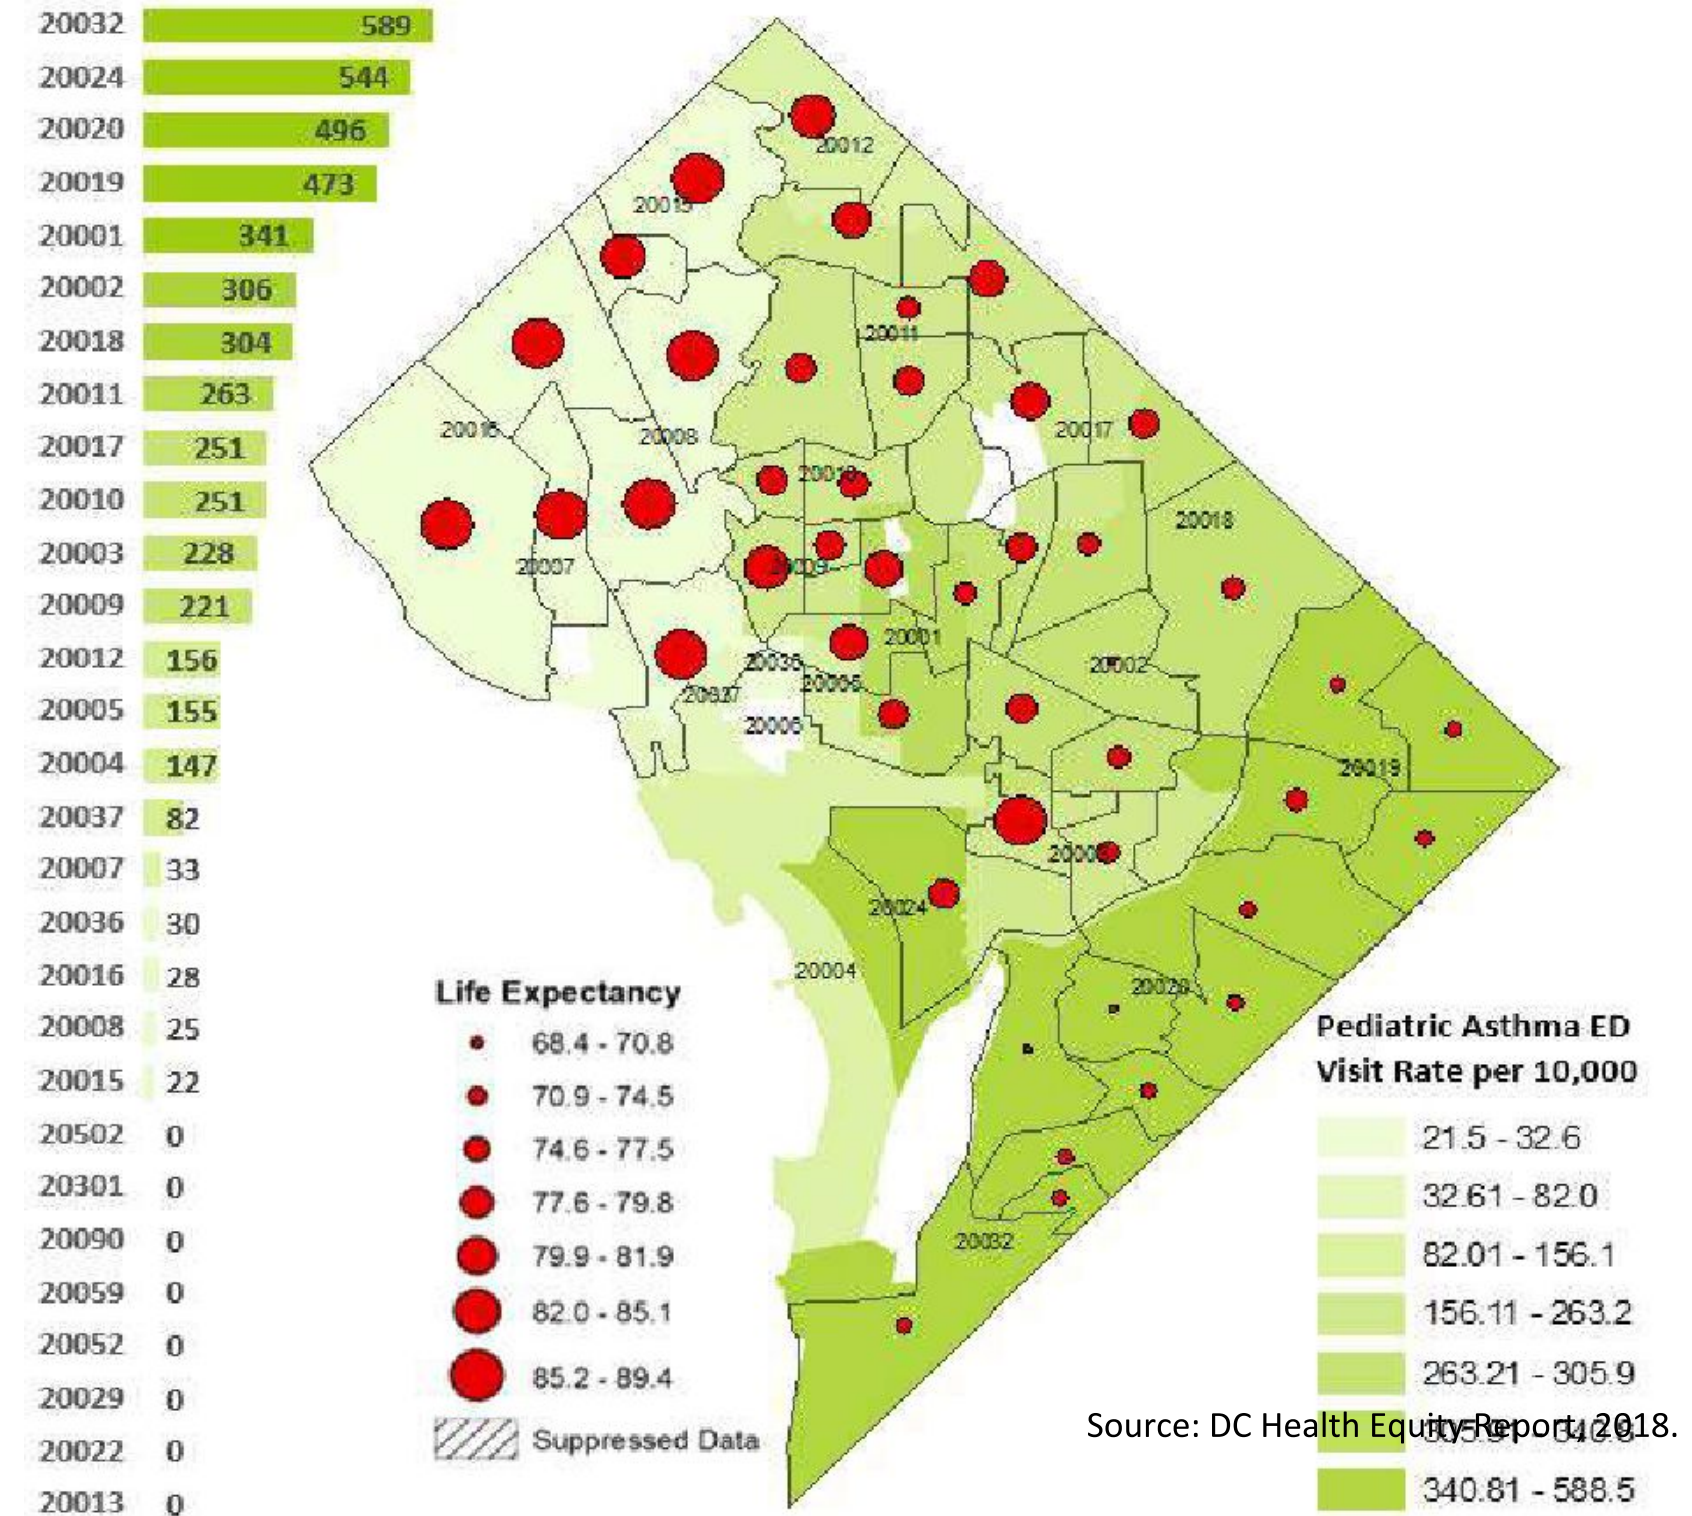 20032 589
20024 544
20020 496
20019 473
20001 341
20002 306
20018 304
20011 263
20017 251
20010 251
20003 228
20009 221
20012 156
20005 155
20004 147
20037 82
20007 33
20036 30
20016 28
20008 25
20015 22
20502 0
20301 0
20090 0
20059 0
20052 0
20029 0
20022 0
20013 0
20012
20015
20011
20016
20008
20017
20010
20018
20007
20009
20001
20036
20002
20037
20005
20006
20019
20003
20024
20004
20020
20032
Life Expectancy
68.4 - 70.8
70.9 - 74.5
74.6 - 77.5
77.6 - 79.8
79.9 - 81.9
82.0 - 85.1
85.2 - 89.4
Suppressed Data
Pediatric Asthma ED
Visit Rate per 10,000
21.5 - 32.6
32.61 - 82.0
82.01 - 156.1
156.11 - 263.2
263.21 - 305.9
Source: DC Health Equity Report, 2018.
340.81 - 588.5